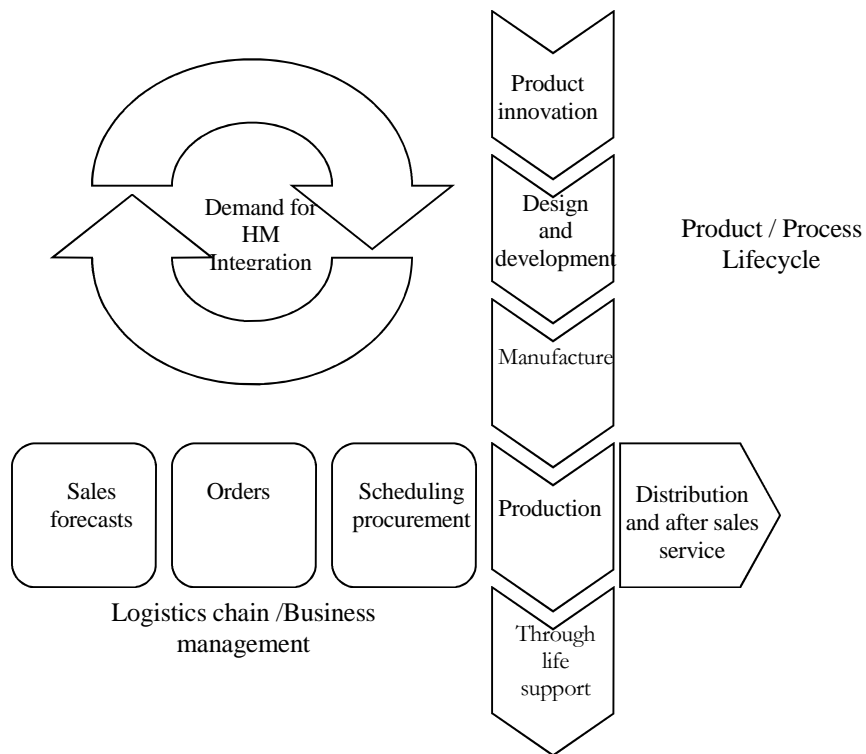 Product
innovation
Demand for
HM
Integration
Design
and
development
Product / Process
Lifecycle
Manufacture
Sales
forecasts
Orders
Scheduling
procurement
Production
Distribution
and after sales
service
Logistics chain /Business
management
Through
life
support